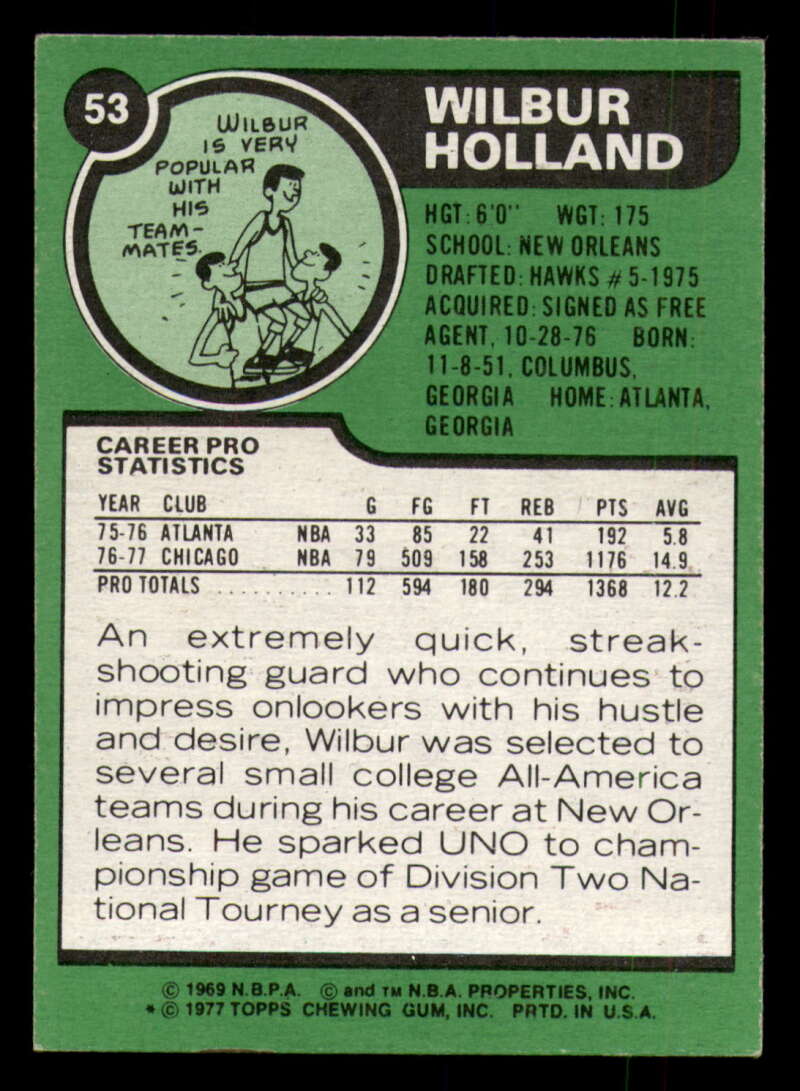 53
WILBUR
IS VERY
POPULAR
WITH
HIS
TEAM-
MATES.
WILBUR
HOLLAND
HGT: 6'0" WGT: 175
SCHOOL: NEW ORLEANS
DRAFTED: HAWKS #5-1975
ACQUIRED: SIGNED AS FREE
AGENT, 10-28-76 BORN:
11-8-51, COLUMBUS,
GEORGIA HOME: ATLANTA,
GEORGIA
CAREER PRO
STATISTICS
YEAR CLUB G FG FT REB PTS AVG
75-76 ATLANTA NBA 33 85 22 41 192 5.8
76-77 CHICAGO NBA 79 509 158 253 1176 14.9
PRO TOTALS .......... 112 594 180 294 1368 12.2
An extremely quick, streak-
shooting guard who continues to
impress onlookers with his hustle
and desire, Wilbur was selected to
several small college All-America
teams during his career at New Or-
leans. He sparked UNO to cham-
pionship game of Division Two Na-
tional Tourney as a senior.
© 1969 N.B.P.A. © and TM N.B.A. PROPERTIES, INC.
* © 1977 TOPPS CHEWING GUM, INC. PRTD. IN U.S.A.